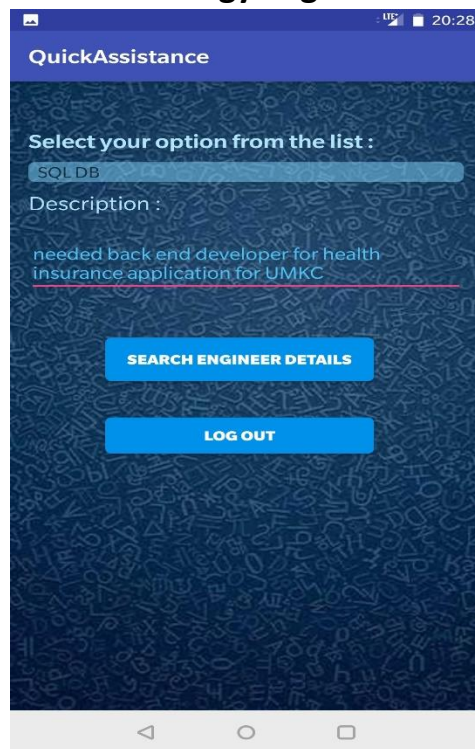 LTE 20:28
QuickAssistance
Select your option from the list :
SQL DB
Description :
needed back end developer for health
insurance application for UMKC
SEARCH ENGINEER DETAILS
LOG OUT